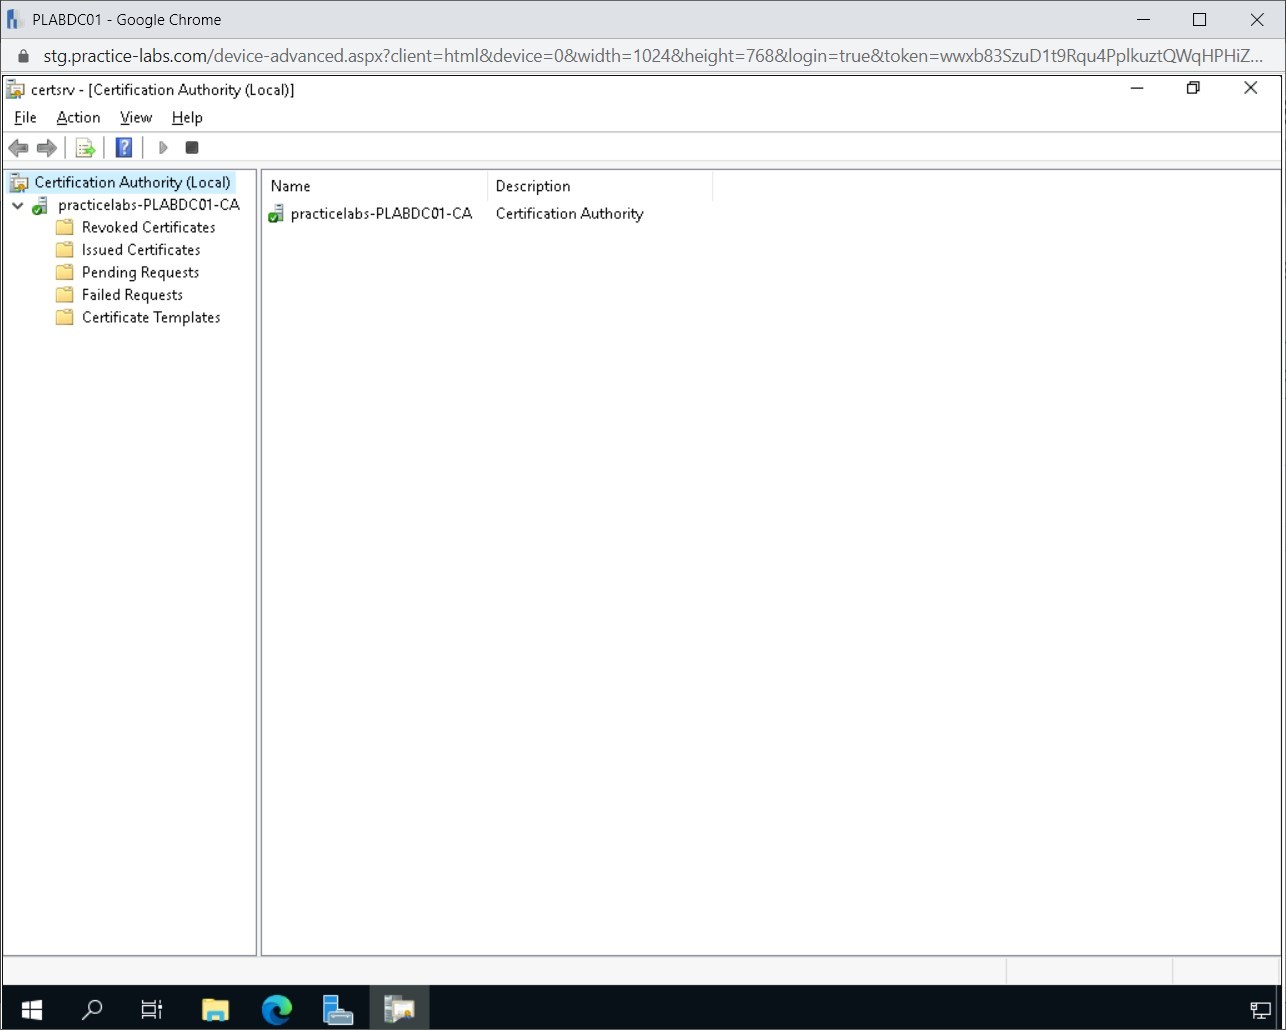 PLABDC01 - Google Chrome
stg.practice-labs.com/device-advanced.aspx?client=html&device=0&width=1024&height=768&login=true&token=wwxb83SzuD1t9Rqu4PplkuztQWqHPHiZ...
certsrv - [Certification Authority (Local)]
File Action View Help
Certification Authority (Local)
practicelabs-PLABDC01-CA
Revoked Certificates
Issued Certificates
Pending Requests
Failed Requests
Certificate Templates
Name Description
practicelabs-PLABDC01-CA Certification Authority